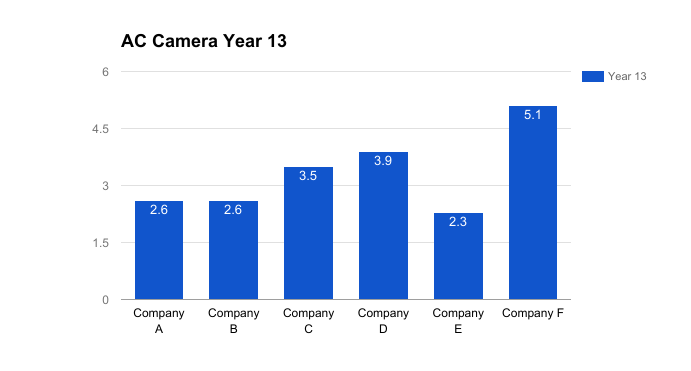 AC Camera Year 13
Year 13
6
4.5
3
1.5
0
2.6
2.6
3.5
3.9
2.3
5.1
Company A
Company B
Company C
Company D
Company E
Company F